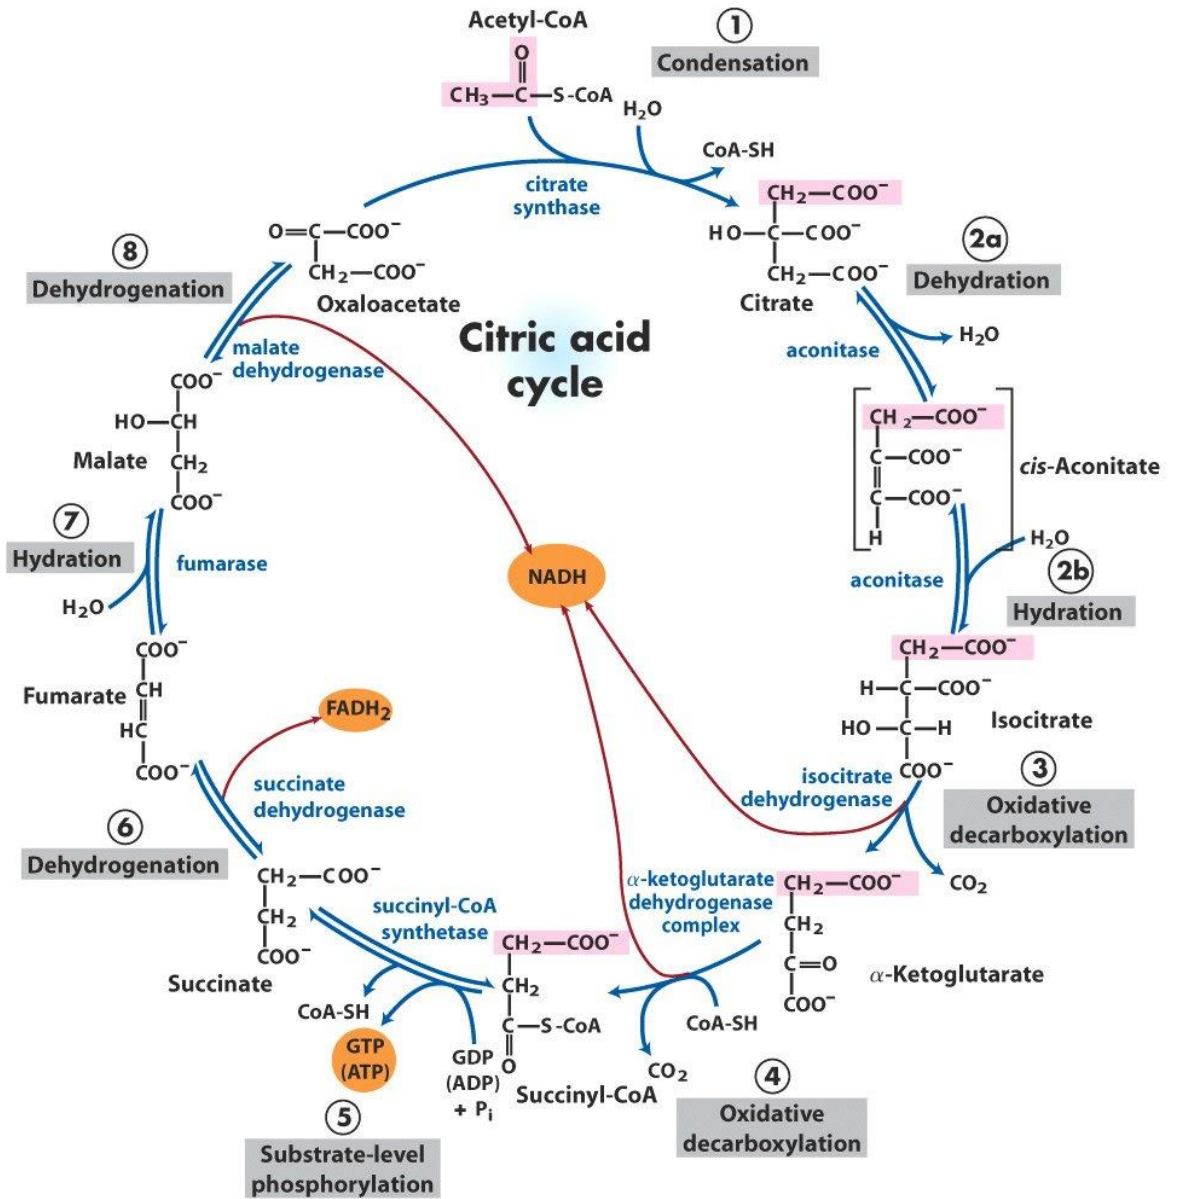 Acetyl-CoA
O
CH₃—C—S-CoA
1
Condensation
H₂O
CoA-SH
citrate
synthase
CH₂—COO⁻
HO—C—COO⁻
CH₂—COO⁻
Citrate
2a
Dehydration
aconitase
H₂O
CH₂—COO⁻
C—COO⁻
C—COO⁻
H
cis-Aconitate
H₂O
aconitase
2b
Hydration
CH₂—COO⁻
H—C—COO⁻
HO—C—H
COO⁻
Isocitrate
isocitrate
dehydrogenase
3
Oxidative
decarboxylation
CO₂
CH₂—COO⁻
CH₂
C=O
COO⁻
α-Ketoglutarate
α-ketoglutarate
dehydrogenase
complex
CoA-SH
CO₂
4
Oxidative
decarboxylation
CH₂—COO⁻
CH₂
C—S-CoA
O
Succinyl-CoA
succinyl-CoA
synthetase
GDP
(ADP)
+ Pᵢ
GTP
(ATP)
CoA-SH
5
Substrate-level
phosphorylation
CH₂—COO⁻
CH₂
COO⁻
Succinate
succinate
dehydrogenase
FADH₂
6
Dehydrogenation
COO⁻
CH
HC
COO⁻
Fumarate
fumarase
H₂O
7
Hydration
COO⁻
HO—CH
CH₂
COO⁻
Malate
malate
dehydrogenase
8
Dehydrogenation
O=C—COO⁻
CH₂—COO⁻
Oxaloacetate
Citric acid
cycle
NADH